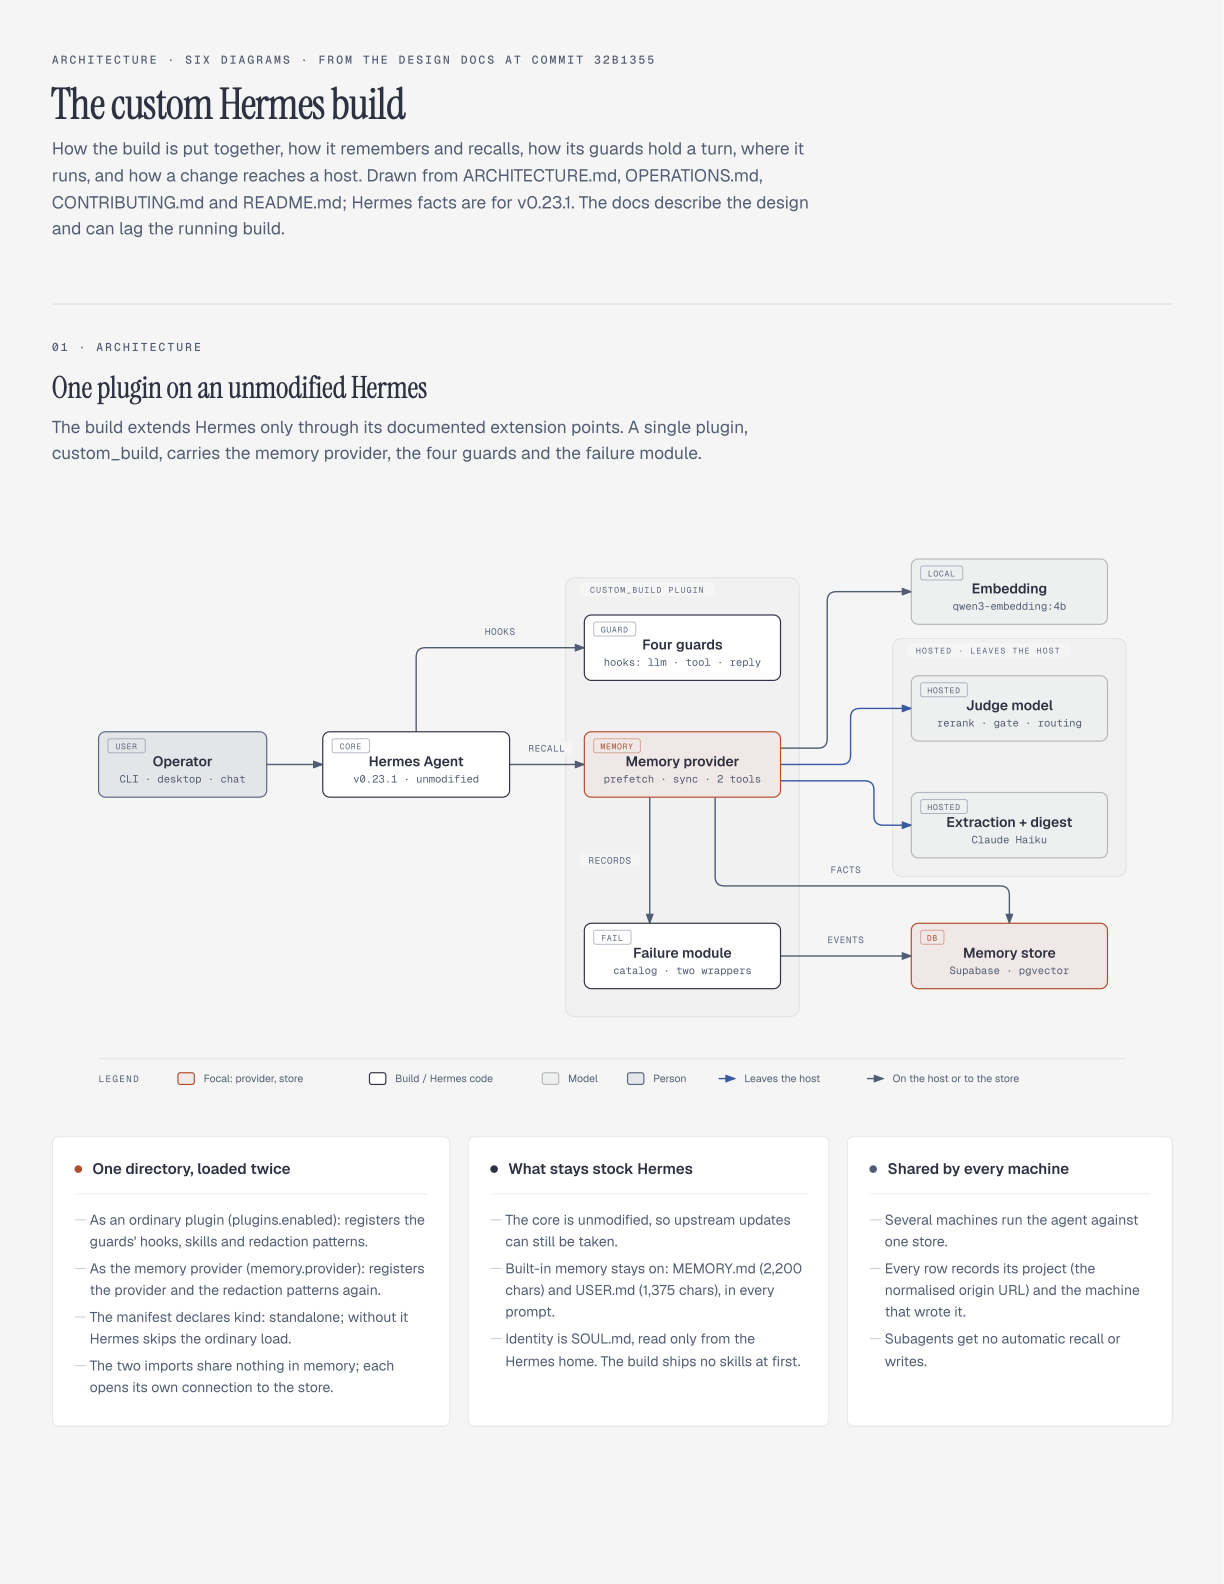 ARCHITECTURE · SIX DIAGRAMS · FROM THE DESIGN DOCS AT COMMIT 32B1355
The custom Hermes build
How the build is put together, how it remembers and recalls, how its guards hold a turn, where it
runs, and how a change reaches a host. Drawn from ARCHITECTURE.md, OPERATIONS.md,
CONTRIBUTING.md and README.md; Hermes facts are for v0.23.1. The docs describe the design
and can lag the running build.
01 · ARCHITECTURE
One plugin on an unmodified Hermes
The build extends Hermes only through its documented extension points. A single plugin,
custom_build, carries the memory provider, the four guards and the failure module.
LOCAL
Embedding
qwen3-embedding:4b
CUSTOM_BUILD PLUGIN
GUARD
Four guards
hooks: llm · tool · reply
HOOKS
HOSTED · LEAVES THE HOST
HOSTED
Judge model
rerank · gate · routing
USER
Operator
CLI · desktop · chat
CORE
Hermes Agent
v0.23.1 · unmodified
RECALL
MEMORY
Memory provider
prefetch · sync · 2 tools
HOSTED
Extraction + digest
Claude Haiku
RECORDS
FACTS
FAIL
Failure module
catalog · two wrappers
EVENTS
DB
Memory store
Supabase · pgvector
LEGEND
Focal: provider, store
Build / Hermes code
Model
Person
Leaves the host
On the host or to the store
One directory, loaded twice
— As an ordinary plugin (plugins.enabled): registers the
guards' hooks, skills and redaction patterns.
— As the memory provider (memory.provider): registers
the provider and the redaction patterns again.
— The manifest declares kind: standalone; without it
Hermes skips the ordinary load.
— The two imports share nothing in memory; each
opens its own connection to the store.
What stays stock Hermes
— The core is unmodified, so upstream updates
can still be taken.
— Built-in memory stays on: MEMORY.md (2,200
chars) and USER.md (1,375 chars), in every
prompt.
— Identity is SOUL.md, read only from the
Hermes home. The build ships no skills at first.
Shared by every machine
— Several machines run the agent against
one store.
— Every row records its project (the
normalised origin URL) and the machine
that wrote it.
— Subagents get no automatic recall or
writes.